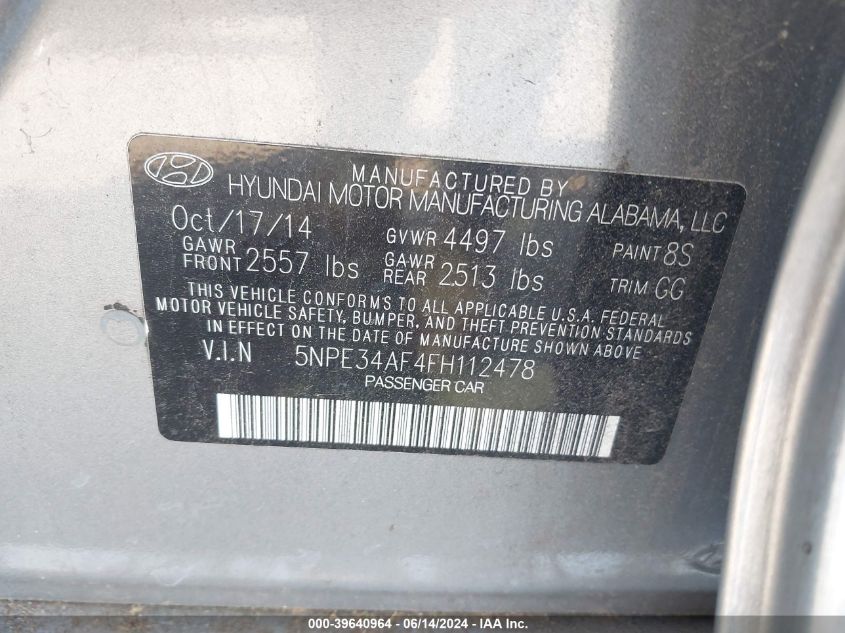 MANUFACTURED BY
HYUNDAI MOTOR MANUFACTURING ALABAMA, LLC
Oct/17/14 GVWR 4497 lbs PAINT 8S
GAWR FRONT 2557 lbs GAWR REAR 2513 lbs TRIM GG
THIS VEHICLE CONFORMS TO ALL APPLICABLE U.S.A. FEDERAL
MOTOR VEHICLE SAFETY, BUMPER, AND THEFT PREVENTION STANDARDS
IN EFFECT ON THE DATE OF MANUFACTURE SHOWN ABOVE.
V.I.N 5NPE34AF4FH112478
PASSENGER CAR
000-39640964 - 06/14/2024 - IAA Inc.